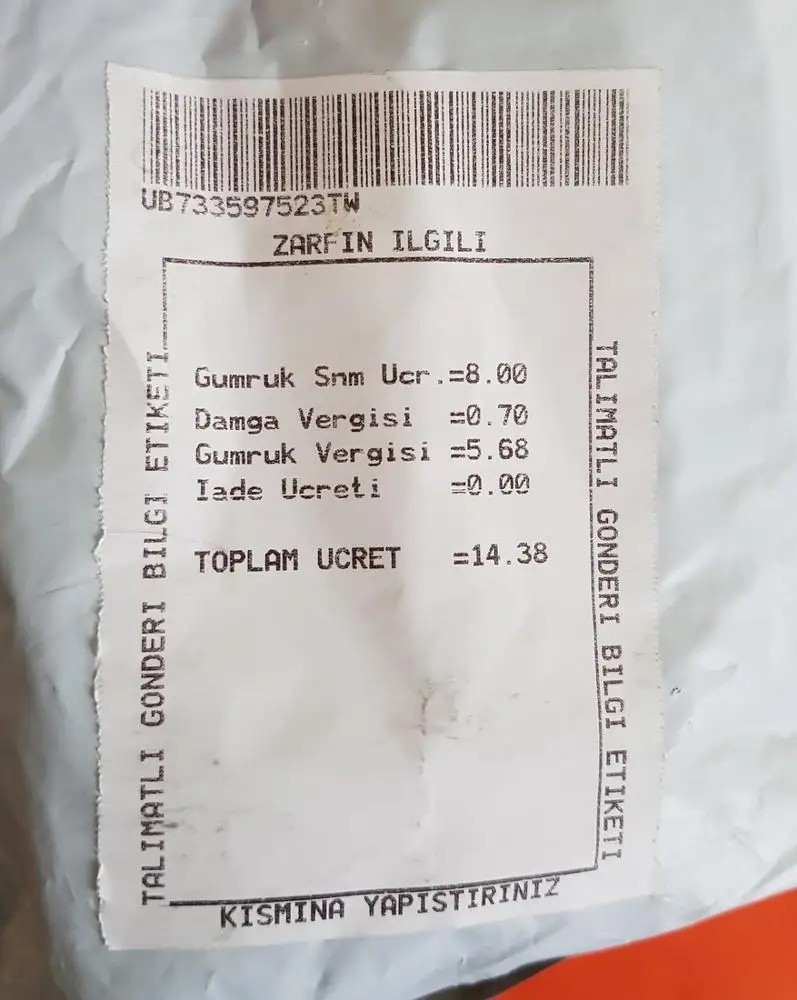 UB733597523TW
ZARFIN ILGILI
TALIMATLI GONDERI BILGI ETIKETI
Gumruk Snm Ucr.=8.00
Damga Vergisi =0.70
Gumruk Vergisi =5.68
Iade Ucreti =0.00
TOPLAM UCRET =14.38
TALIMATLI GONDERI BILGI ETIKETI
KISMINA YAPISTIRINIZ